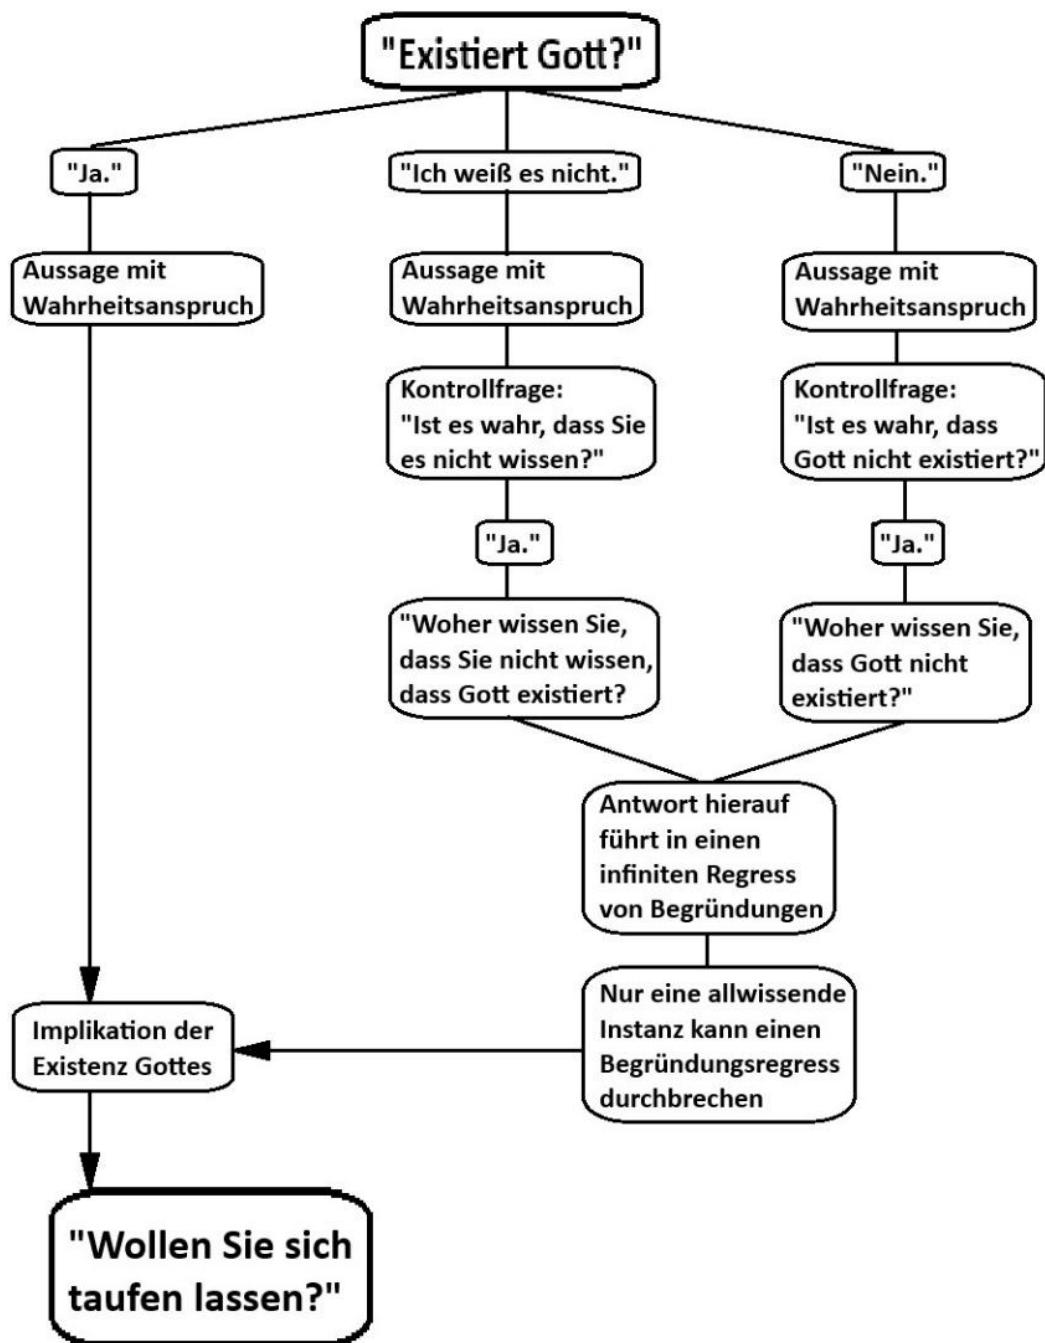 "Existiert Gott?"
"Ja."
"Ich weiß es nicht."
"Nein."
Aussage mit
Wahrheitsanspruch
Aussage mit
Wahrheitsanspruch
Aussage mit
Wahrheitsanspruch
Kontrollfrage:
"Ist es wahr, dass Sie
es nicht wissen?"
Kontrollfrage:
"Ist es wahr, dass
Gott nicht existiert?"
"Ja."
"Ja."
"Woher wissen Sie,
dass Sie nicht wissen,
dass Gott existiert?
"Woher wissen Sie,
dass Gott nicht
existiert?"
Antwort hierauf
führt in einen
infiniten Regress
von Begründungen
Nur eine allwissende
Instanz kann einen
Begründungsregress
durchbrechen
Implikation der
Existenz Gottes
"Wollen Sie sich
taufen lassen?"